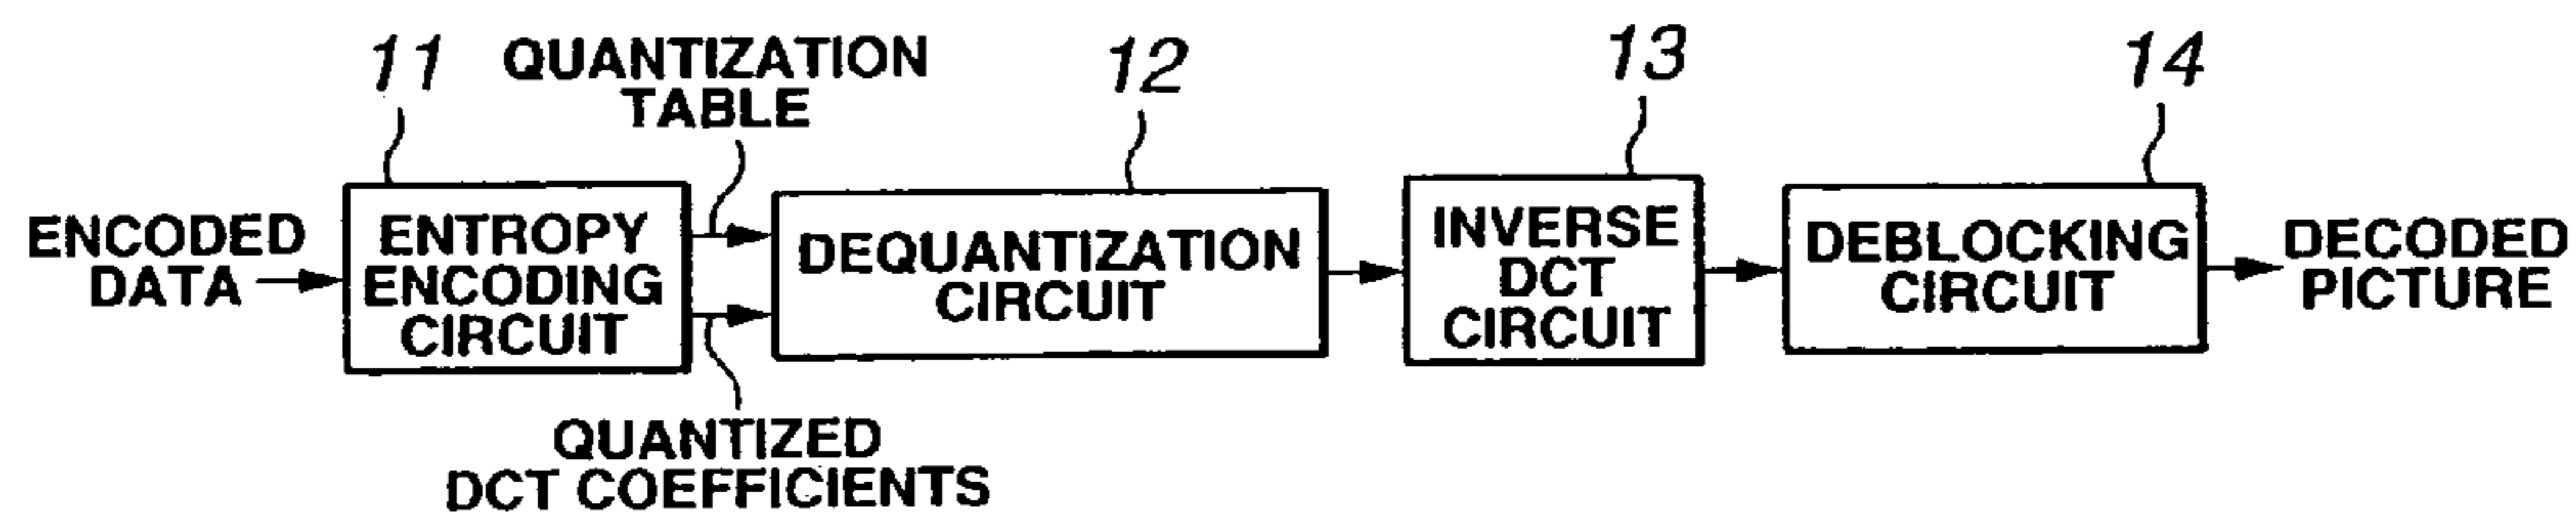 11
QUANTIZATION
TABLE
12
13
14
ENCODED
DATA
ENTROPY
ENCODING
CIRCUIT
DEQUANTIZATION
CIRCUIT
INVERSE
DCT
CIRCUIT
DEBLOCKING
CIRCUIT
DECODED
PICTURE
QUANTIZED
DCT COEFFICIENTS